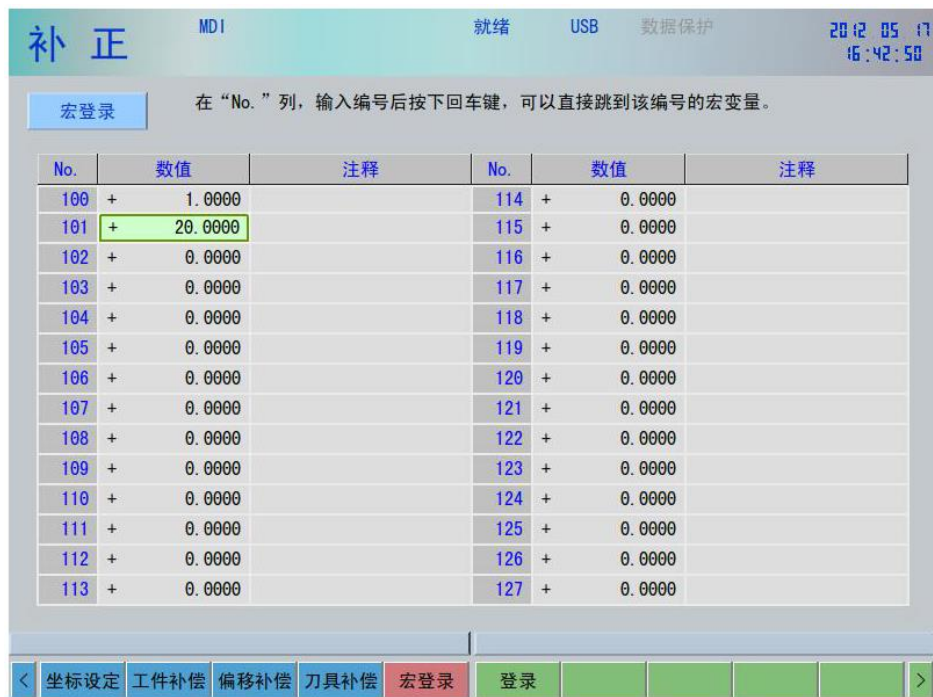 补 正 MDI 就绪 USB 数据保护 2012 05 17
16:42:50
宏登录 在“No.”列，输入编号后按下回车键，可以直接跳到该编号的宏变量。
No. 数值 注释 No. 数值 注释
100 + 1.0000 114 + 0.0000
101 + 20.0000 115 + 0.0000
102 + 0.0000 116 + 0.0000
103 + 0.0000 117 + 0.0000
104 + 0.0000 118 + 0.0000
105 + 0.0000 119 + 0.0000
106 + 0.0000 120 + 0.0000
107 + 0.0000 121 + 0.0000
108 + 0.0000 122 + 0.0000
109 + 0.0000 123 + 0.0000
110 + 0.0000 124 + 0.0000
111 + 0.0000 125 + 0.0000
112 + 0.0000 126 + 0.0000
113 + 0.0000 127 + 0.0000
< 坐标设定 工件补偿 偏移补偿 刀具补偿 宏登录 登录 >